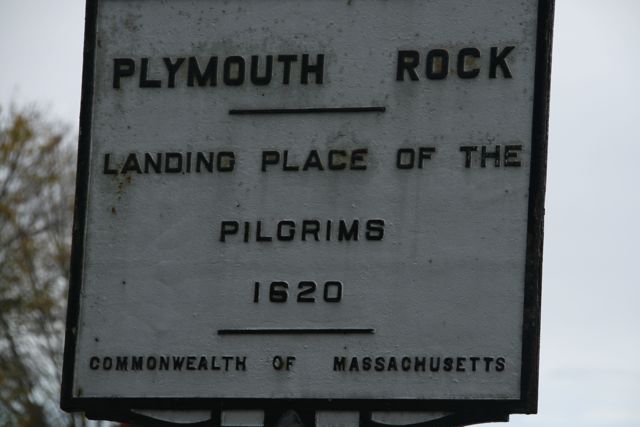 PLYMOUTH ROCK
LANDING PLACE OF THE
PILGRIMS
1620
COMMONWEALTH OF MASSACHUSETTS